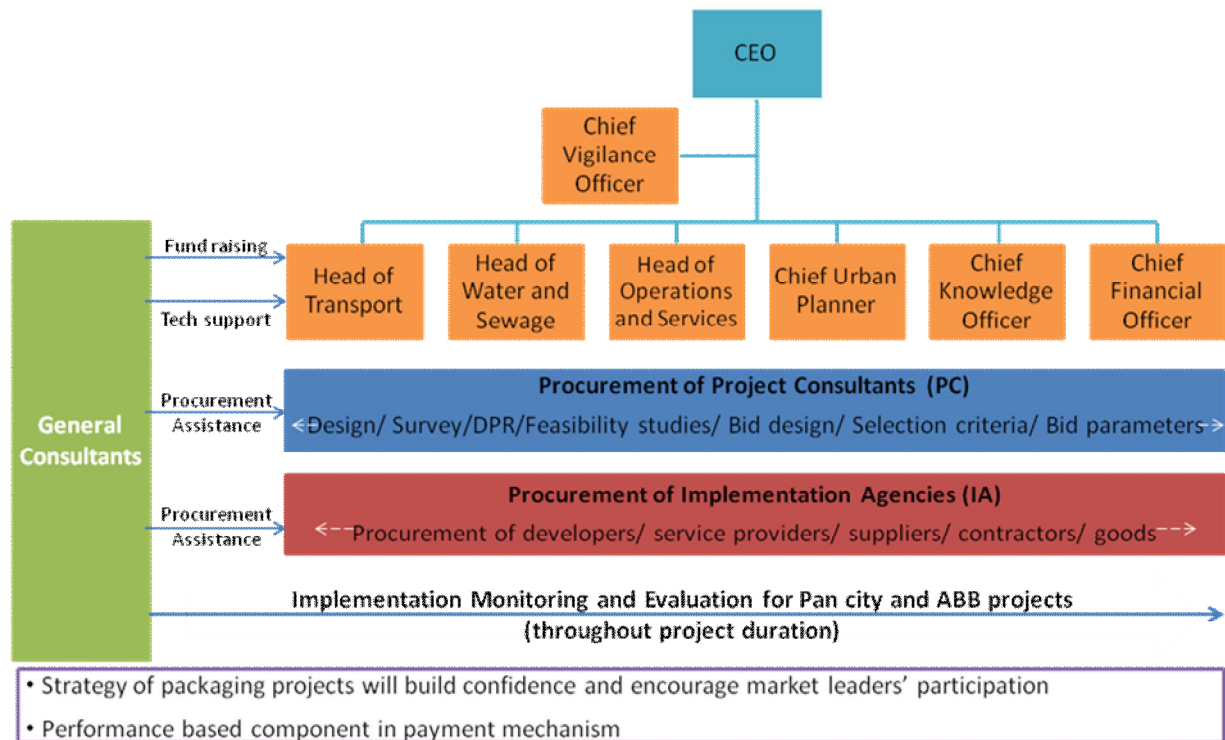 CEO
Chief
Vigilance
Officer
Fund raising
Tech support
Head of
Transport
Head of
Water and
Sewage
Head of
Operations
and Services
Chief Urban
Planner
Chief
Knowledge
Officer
Chief
Financial
Officer
General
Consultants
Procurement
Assistance
Procurement of Project Consultants (PC)
Design/ Survey/DPR/Feasibility studies/ Bid design/ Selection criteria/ Bid parameters
Procurement
Assistance
Procurement of Implementation Agencies (IA)
Procurement of developers/ service providers/ suppliers/ contractors/ goods
Implementation Monitoring and Evaluation for Pan city and ABB projects
(throughout project duration)
• Strategy of packaging projects will build confidence and encourage market leaders’ participation
• Performance based component in payment mechanism